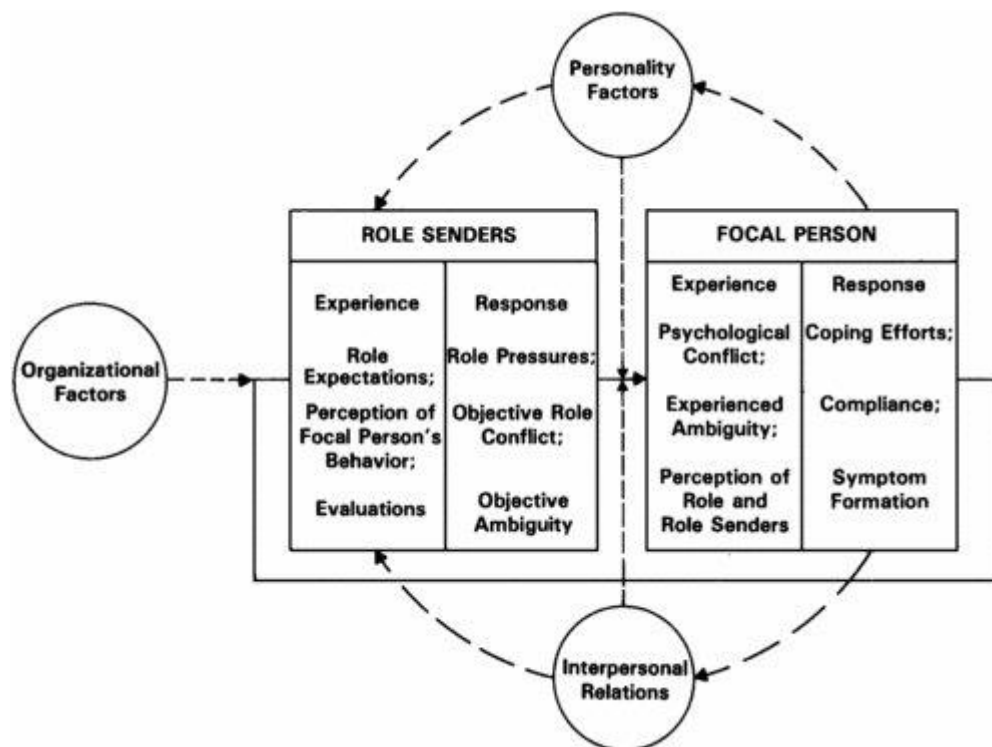 Personality
Factors
ROLE SENDERS
FOCAL PERSON
Experience
Response
Experience
Response
Organizational
Factors
Role
Expectations;
Role Pressures;
Psychological
Conflict;
Coping Efforts;
Perception of
Focal Person's
Behavior;
Objective Role
Conflict;
Experienced
Ambiguity;
Compliance;
Evaluations
Objective
Ambiguity
Perception of
Role and
Role Senders
Symptom
Formation
Interpersonal
Relations